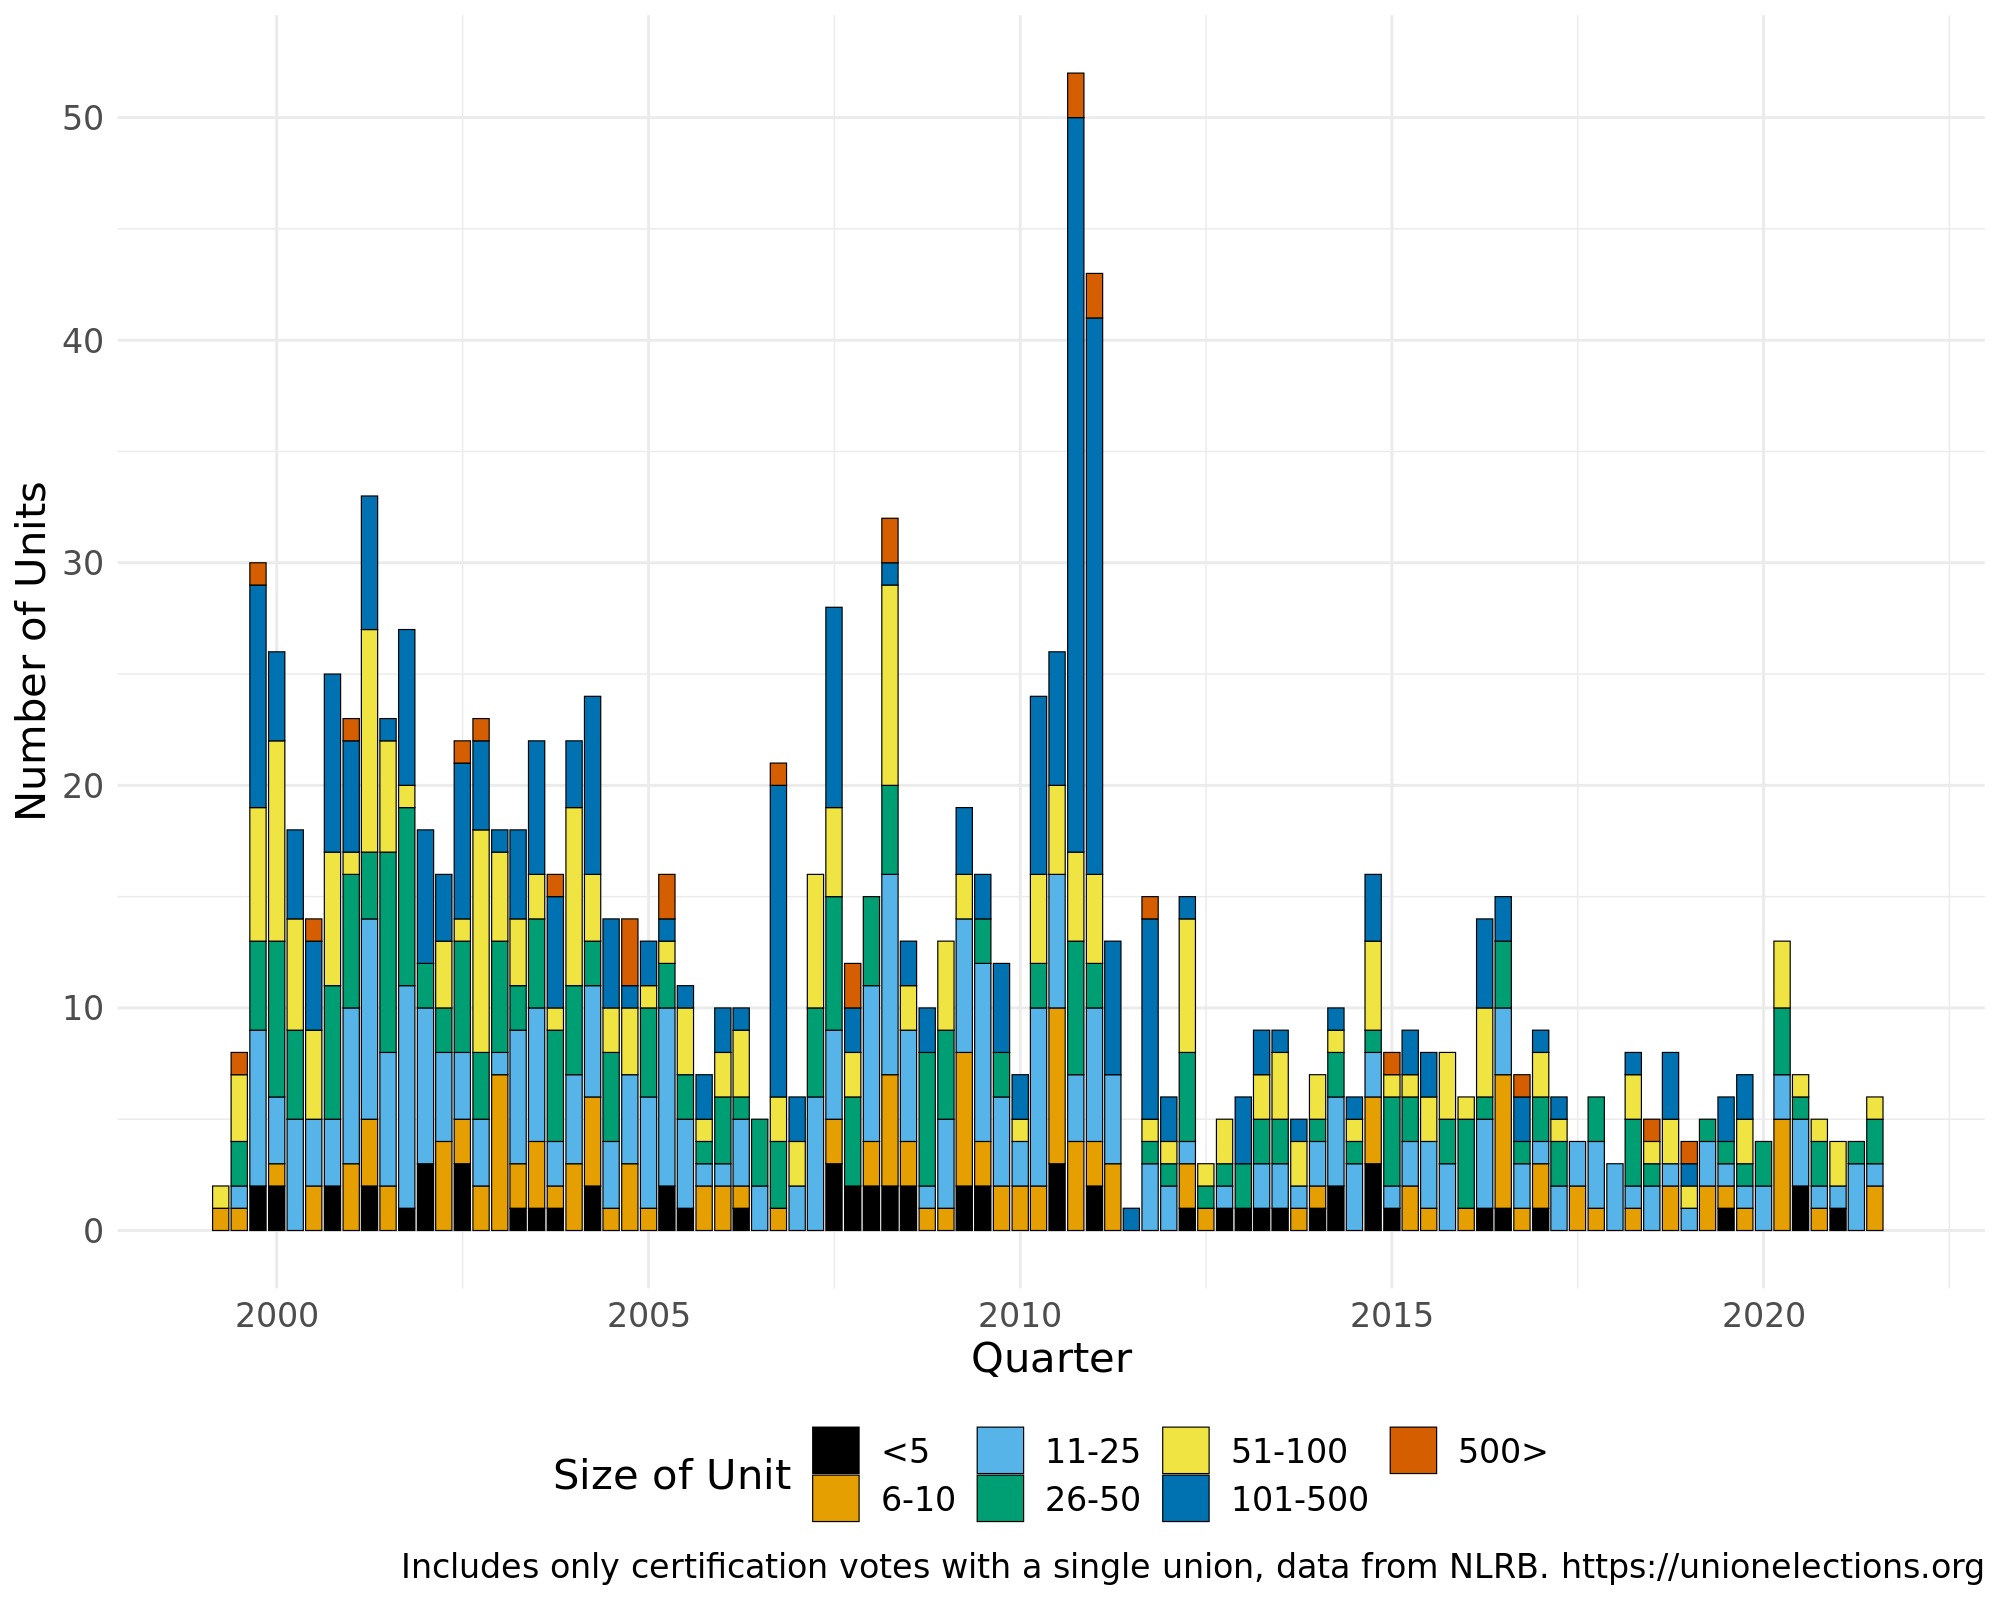 50
40
30
20
10
0
Number of Units
2000 2005 2010 2015 2020
Quarter
Size of Unit
<5 11-25 51-100 500>
6-10 26-50 101-500
Includes only certification votes with a single union, data from NLRB. https://unionelections.org